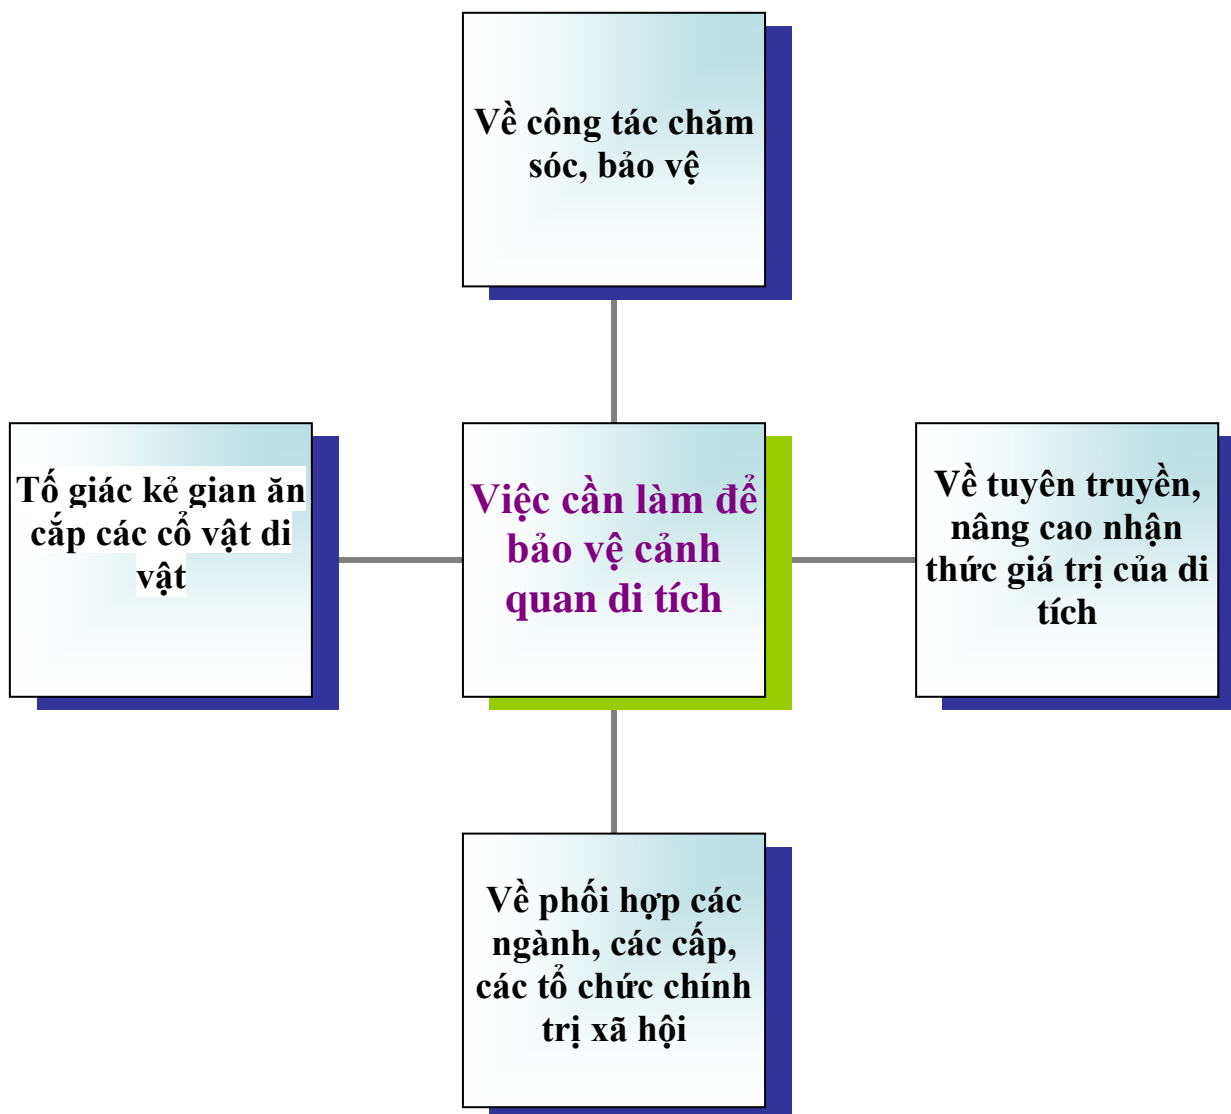 Về công tác chăm
sóc, bảo vệ
Tố giác kẻ gian ăn
cắp các cổ vật di
vật
Việc cần làm để
bảo vệ cảnh
quan di tích
Về tuyên truyền,
nâng cao nhận
thức giá trị của di
tích
Về phối hợp các
ngành, các cấp,
các tổ chức chính
trị xã hội